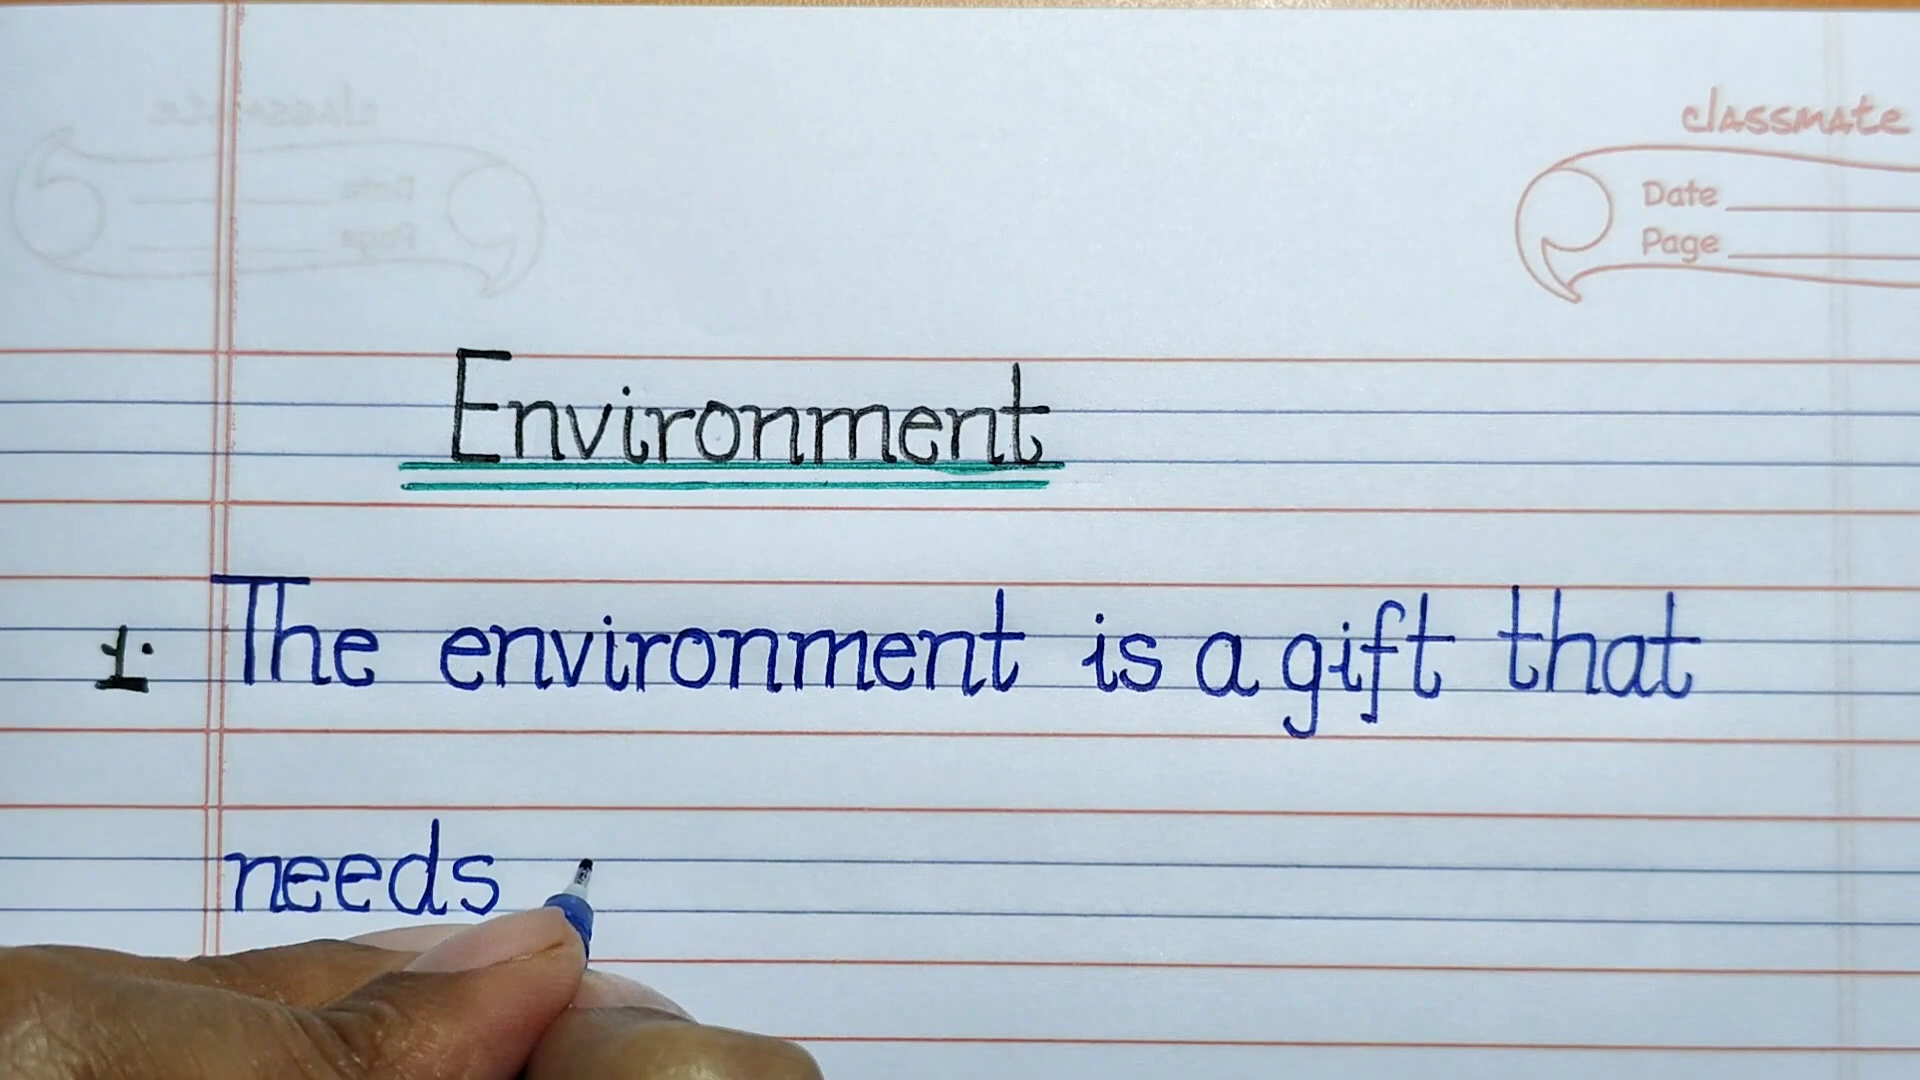 classmate
Date
Page
Environment
1. The environment is a gift that
needs